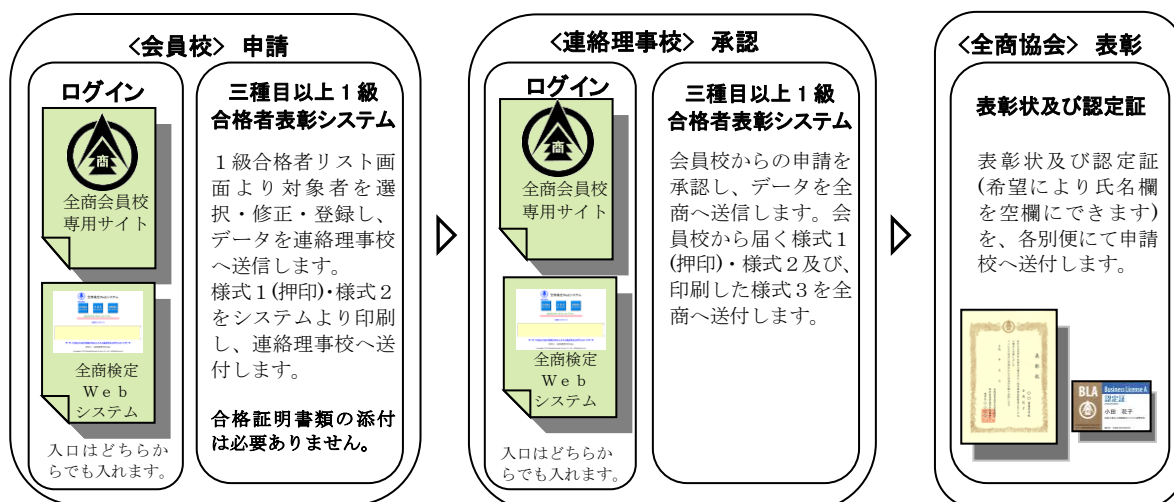 〈会員校〉 申請
ログイン
商
全商会員校
専用サイト
全商検定
Ｗｅｂ
システム
入口はどちらか
らでも入れます。
三種目以上１級
合格者表彰システム
１級合格者リスト画
面より対象者を選
択・修正・登録し、
データを連絡理事校
へ送信します。
様式１(押印)・様式２
をシステムより印刷
し、連絡理事校へ送
付します。
合格証明書類の添付
は必要ありません。
〈連絡理事校〉 承認
ログイン
商
全商会員校
専用サイト
全商検定
Ｗｅｂ
システム
入口はどちらか
らでも入れます。
三種目以上１級
合格者表彰システム
会員校からの申請を
承認し、データを全
商へ送信します。会
員校から届く様式１
(押印)・様式２及び、
印刷した様式３を全
商へ送付します。
〈全商協会〉 表彰
表彰状及び認定証
表彰状及び認定証
(希望により氏名欄
を空欄にできます)
を、各別便にて申請
校へ送付します。
表彰状
BLA
Business License A
認定証
小田 花子